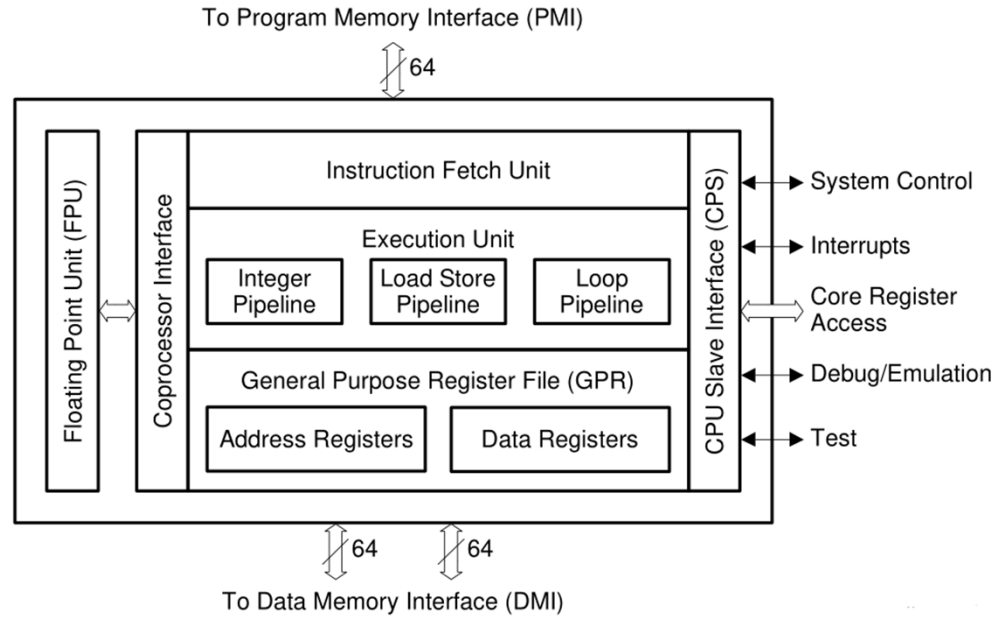 To Program Memory Interface (PMI)
64
Floating Point Unit (FPU)
Coprocessor Interface
Instruction Fetch Unit
Execution Unit
Integer
Pipeline
Load Store
Pipeline
Loop
Pipeline
General Purpose Register File (GPR)
Address Registers
Data Registers
CPU Slave Interface (CPS)
System Control
Interrupts
Core Register
Access
Debug/Emulation
Test
64
64
To Data Memory Interface (DMI)